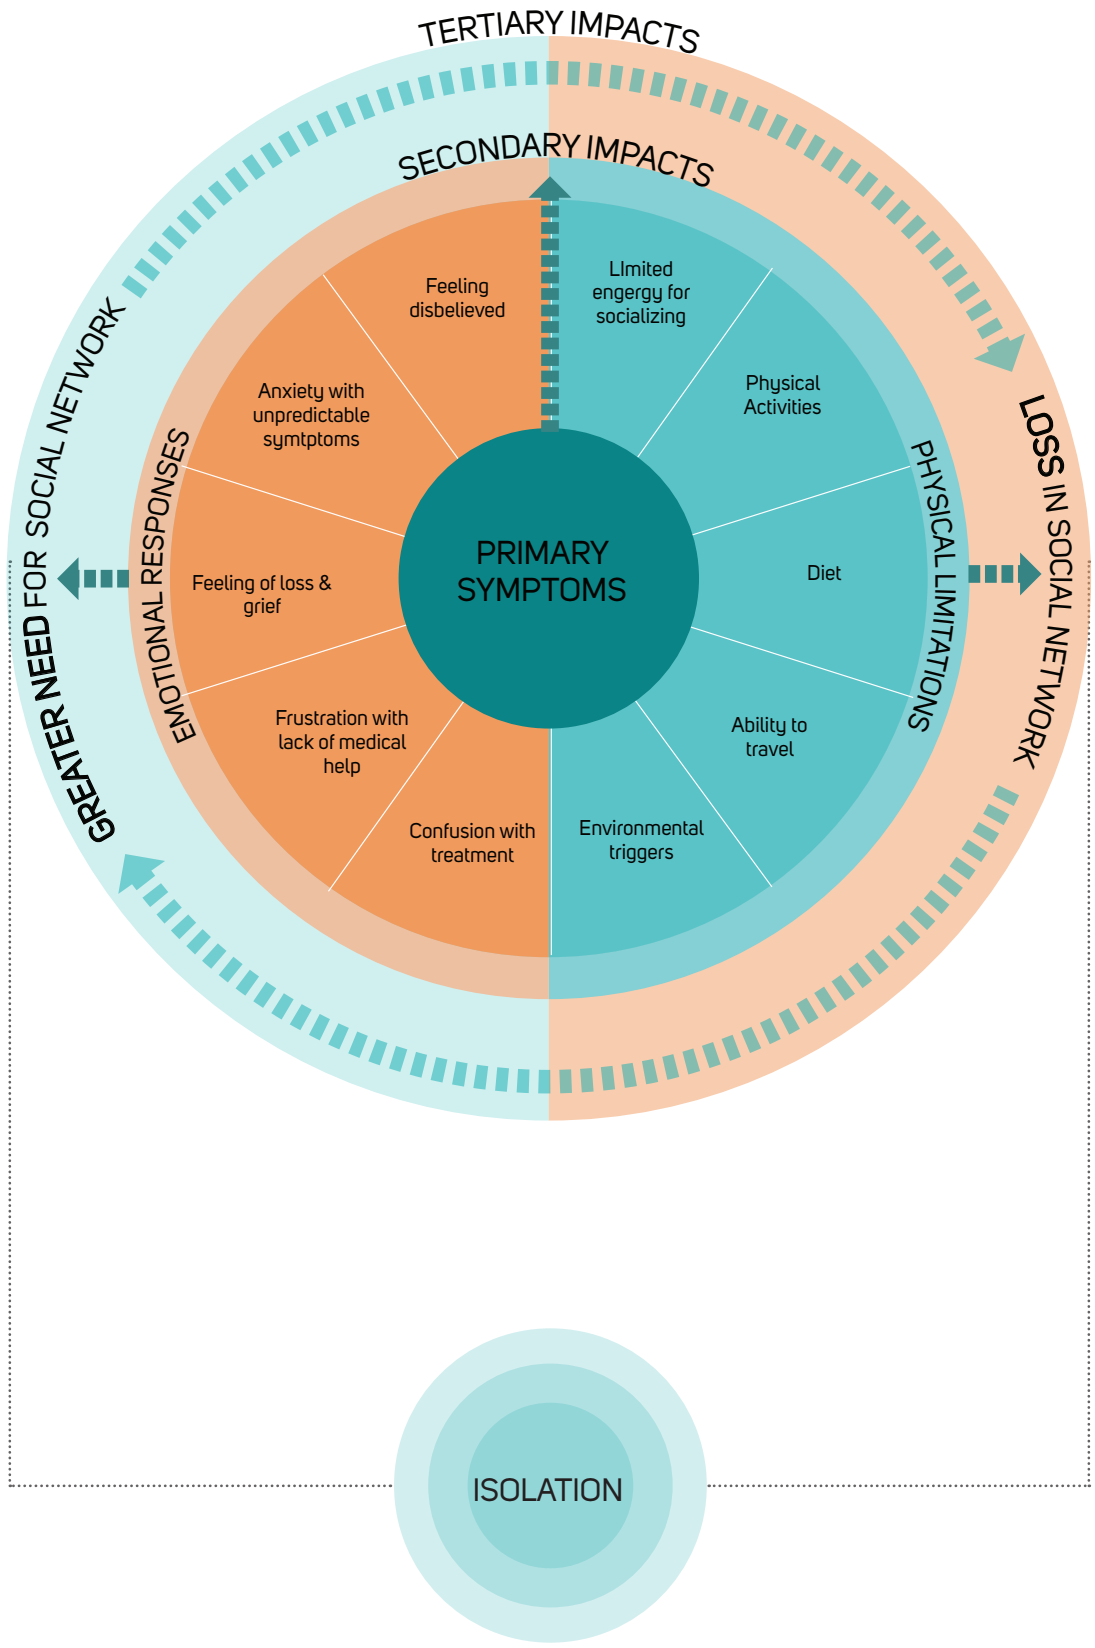 TERTIARY IMPACTS
SECONDARY IMPACTS
GREATER NEED FOR SOCIAL NETWORK
LOSS IN SOCIAL NETWORK
EMOTIONAL RESPONSES
PHYSICAL LIMITATIONS
Feeling
disbelieved
LImited
engergy for
socializing
Anxiety with
unpredictable
symtptoms
Physical
Activities
PRIMARY
SYMPTOMS
Feeling of loss &
grief
Diet
Frustration with
lack of medical
help
Ability to
travel
Confusion with
treatment
Environmental
triggers
ISOLATION